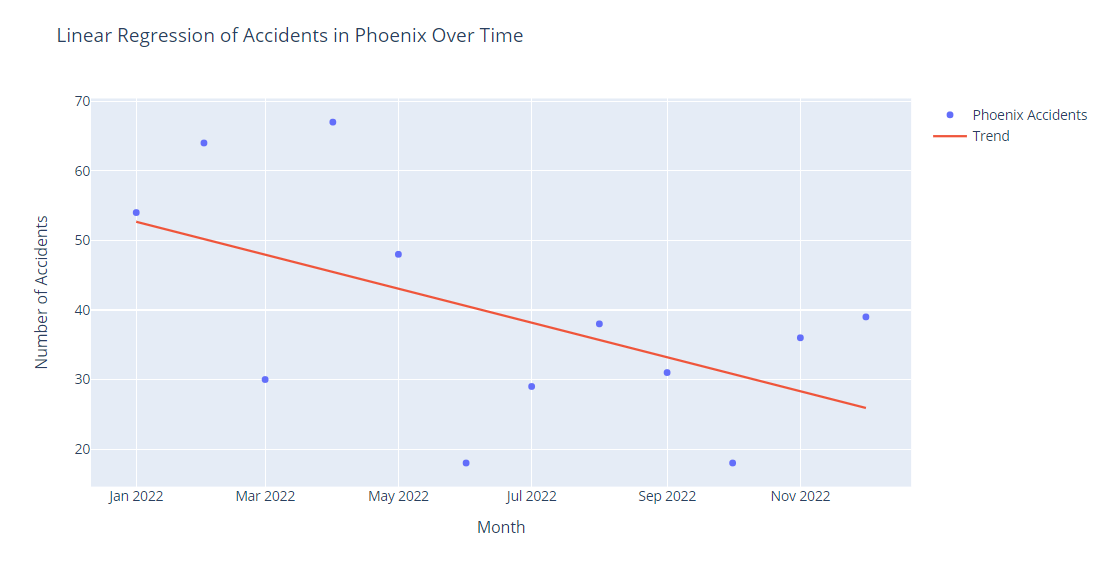 Linear Regression of Accidents in Phoenix Over Time
Phoenix Accidents
Trend
Number of Accidents
70
60
50
40
30
20
Jan 2022
Mar 2022
May 2022
Jul 2022
Sep 2022
Nov 2022
Month